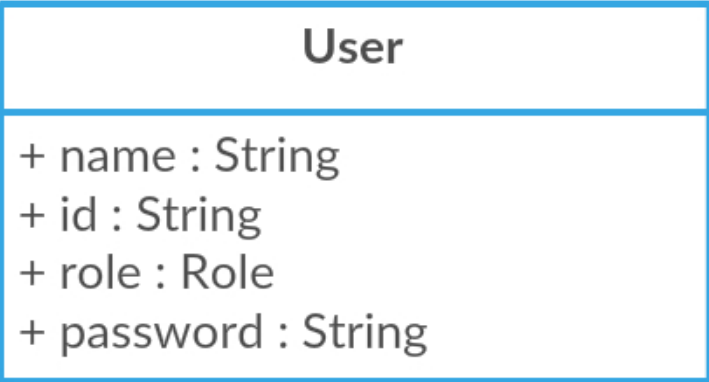 User
+ name : String
+ id : String
+ role : Role
+ password : String